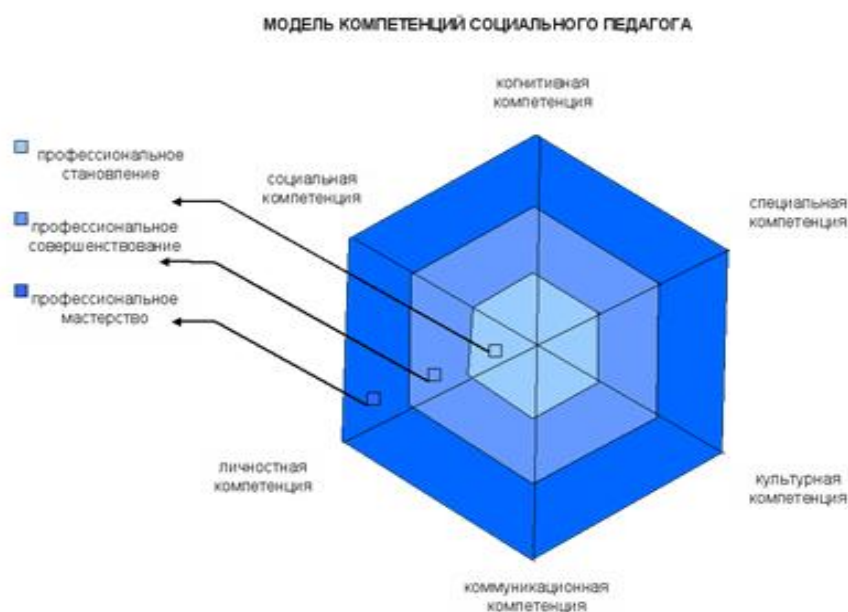 МОДЕЛЬ КОМПЕТЕНЦИЙ СОЦИАЛЬНОГО ПЕДАГОГА
когнитивная
компетенция
профессиональное
становление
социальная
компетенция
специальная
компетенция
профессиональное
совершенствование
профессиональное
мастерство
личностная
компетенция
культурная
компетенция
коммуникационная
компетенция